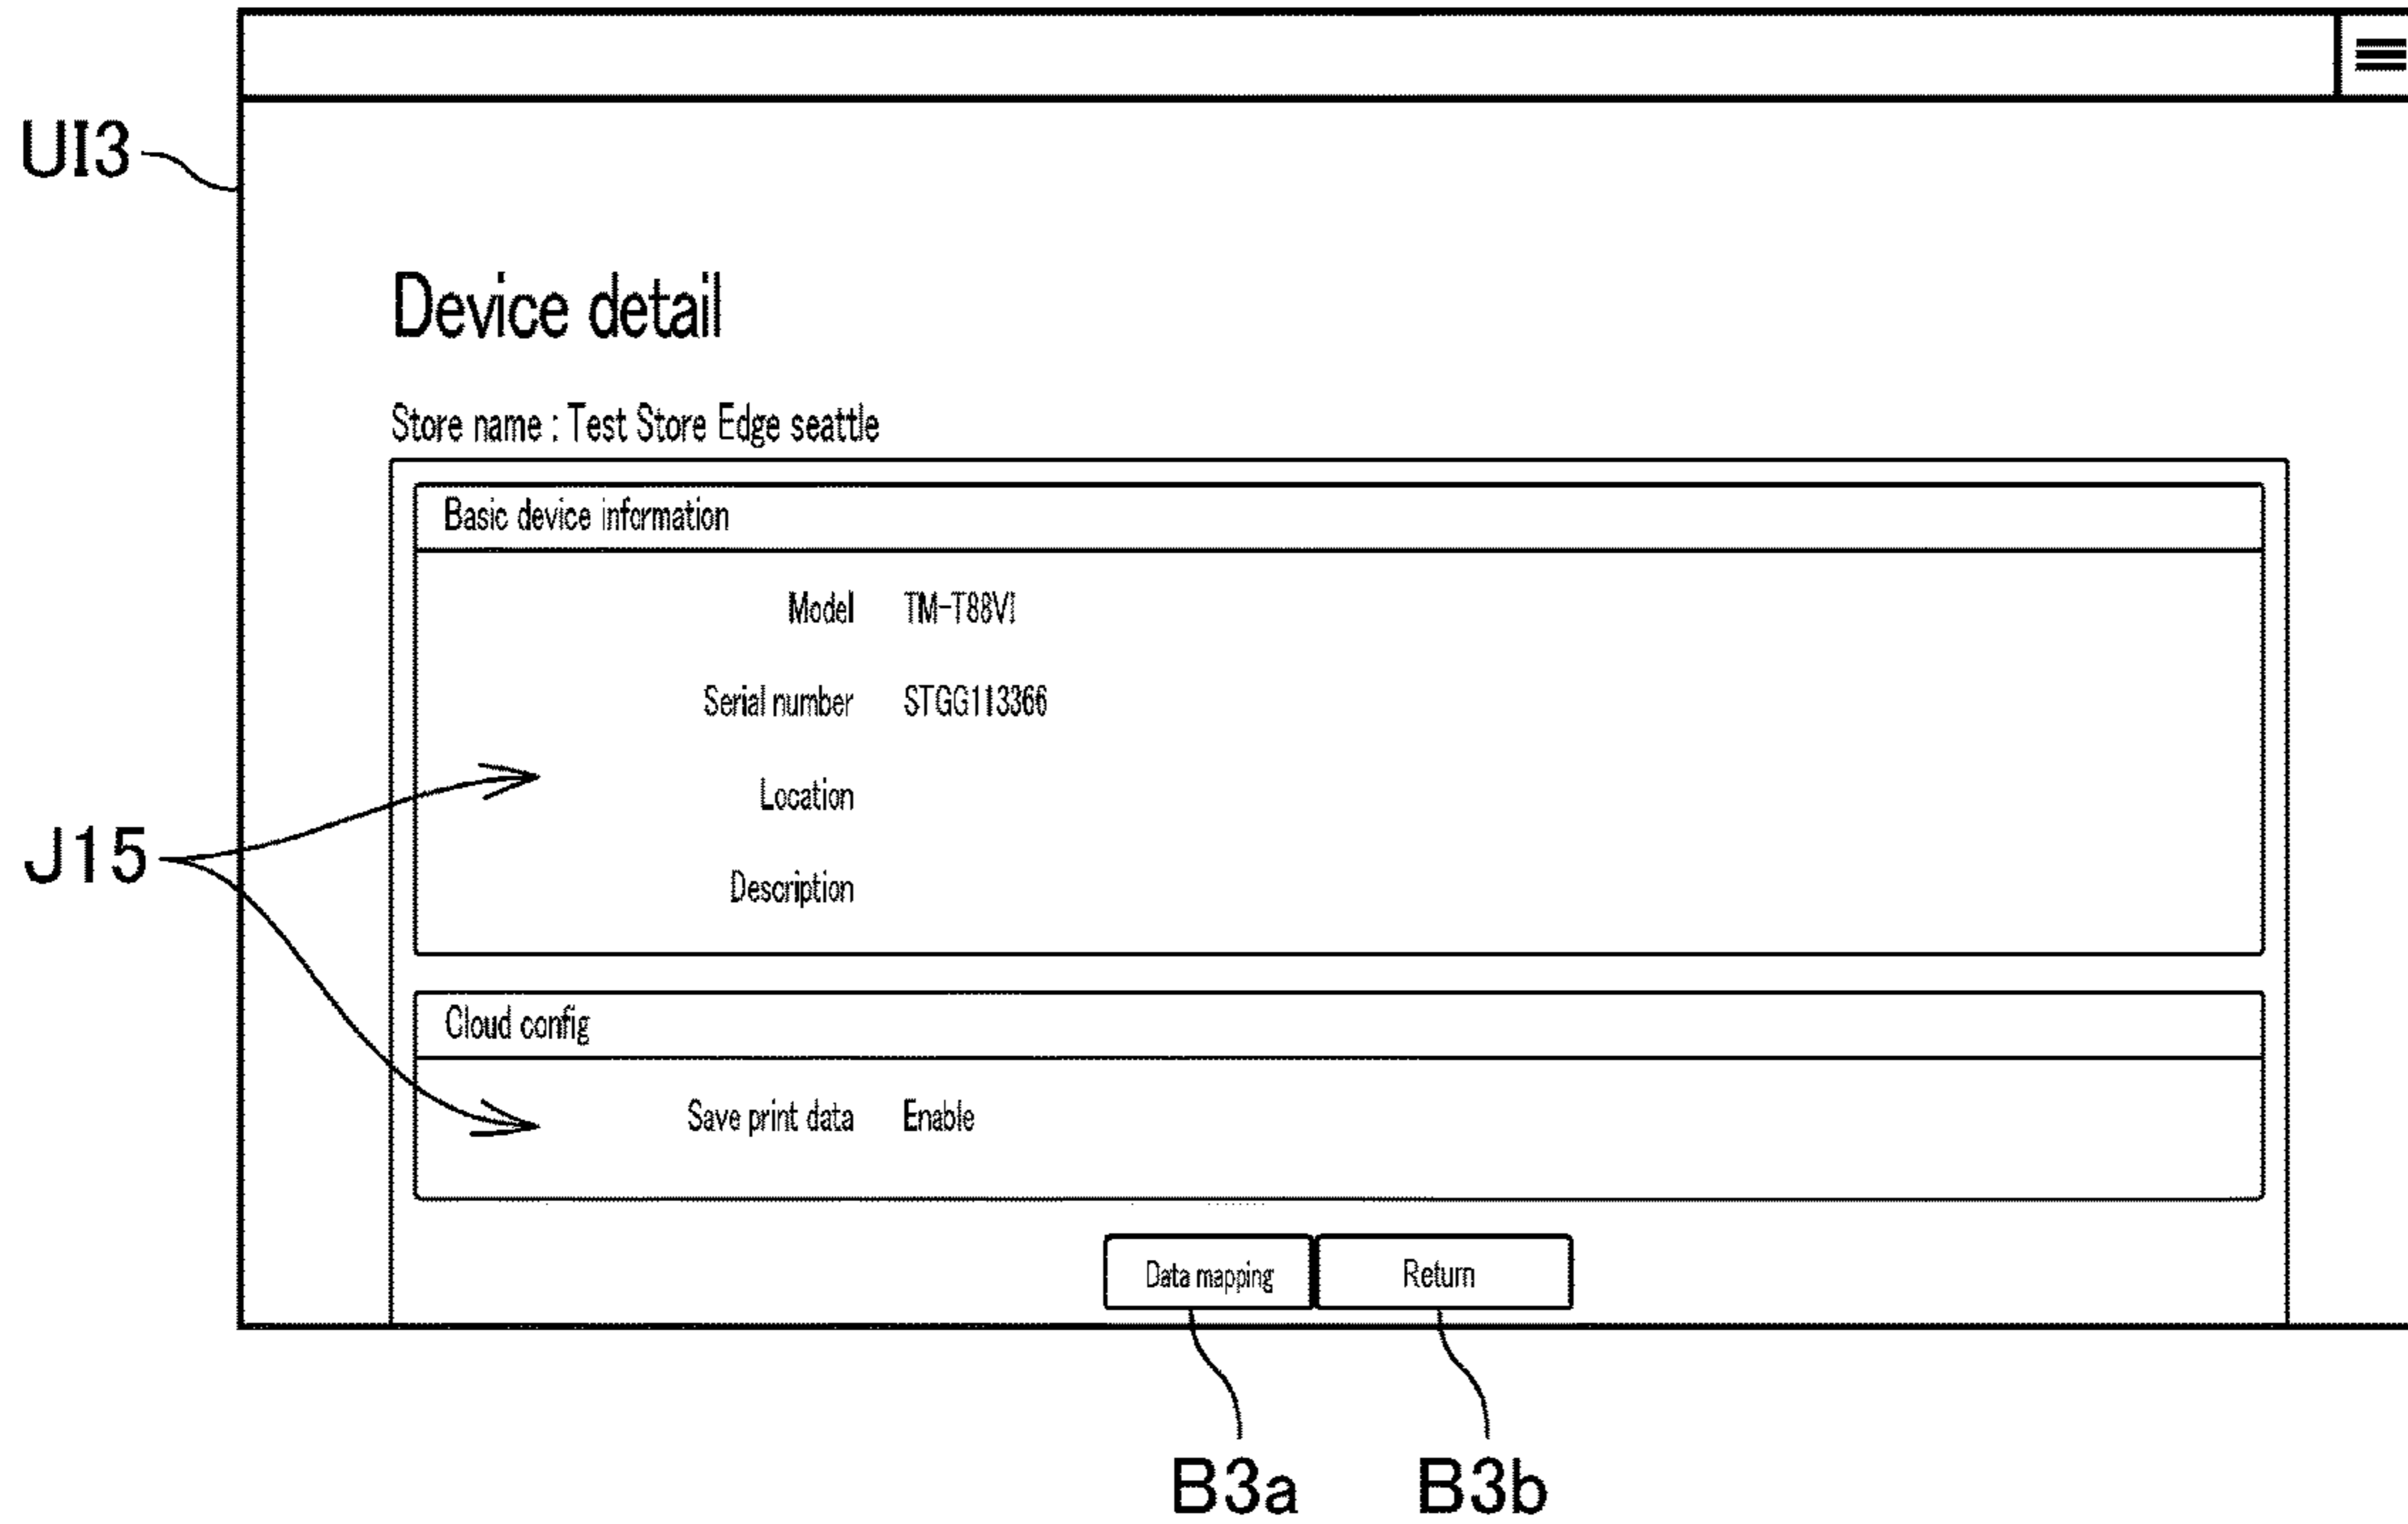 UI3
Device detail
Store name : Test Store Edge seattle
Basic device information
Model TM-T88VI
Serial number STGG113366
Location
J15
Description
Cloud config
Save print data Enable
Data mapping Return
B3a B3b